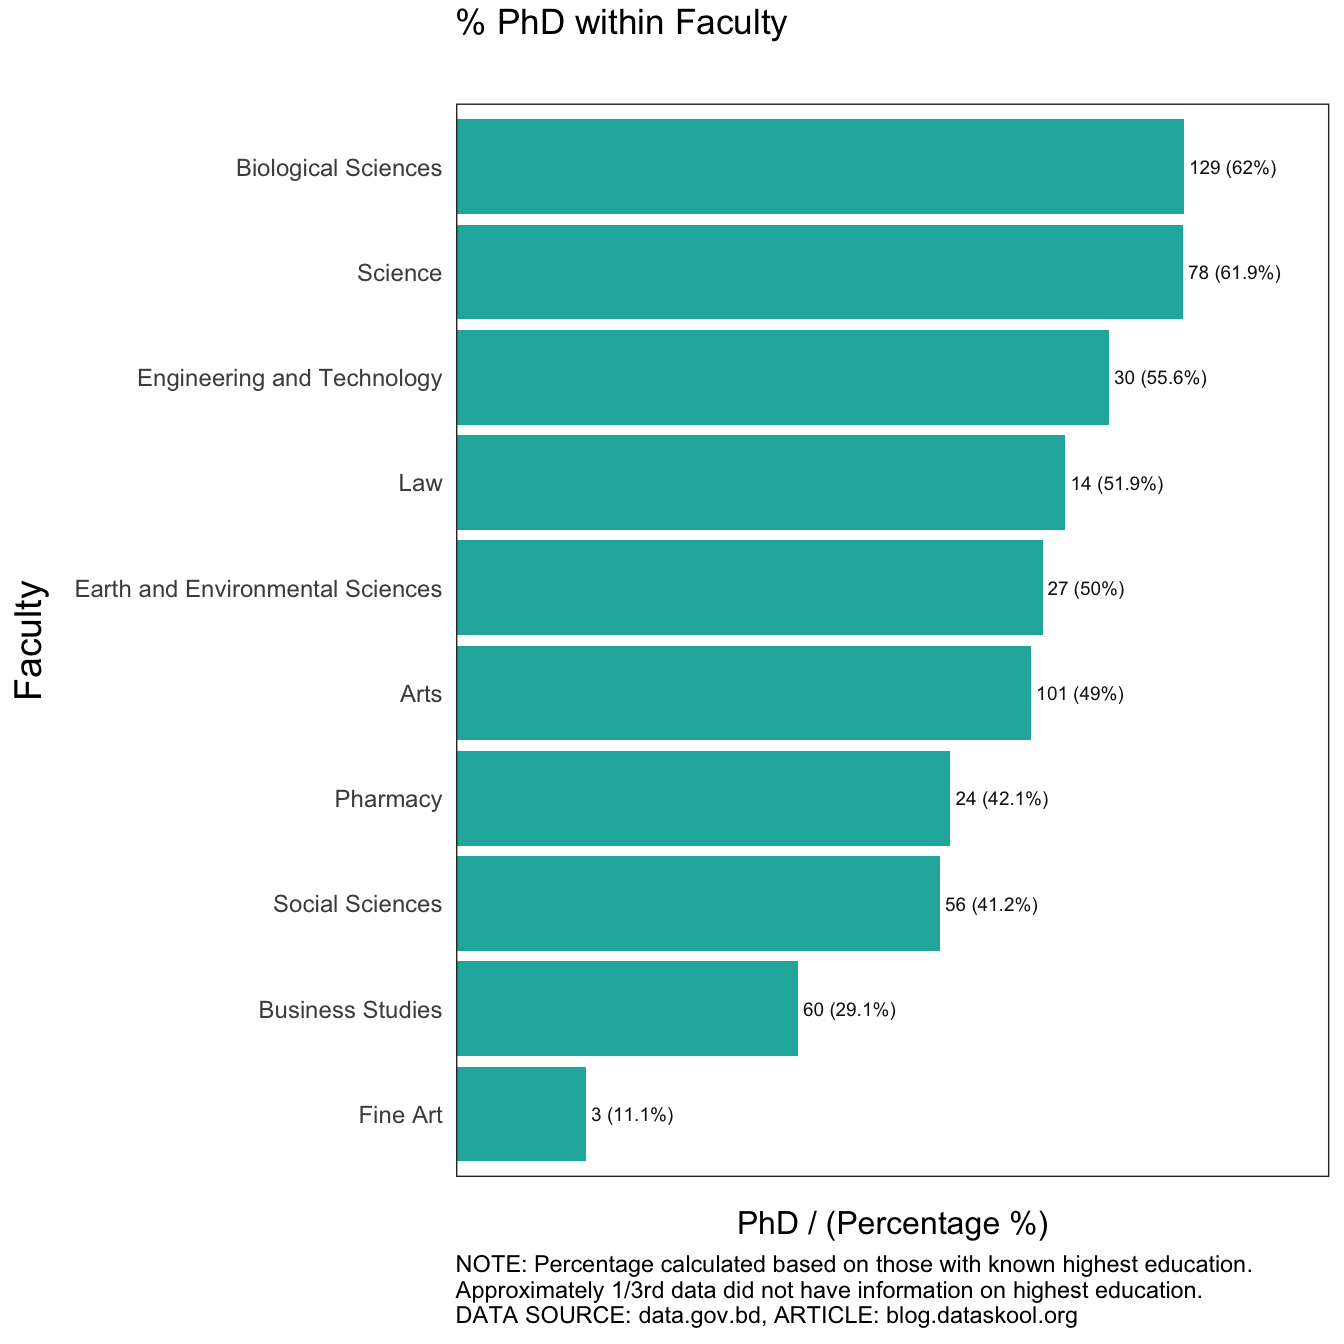 % PhD within Faculty
Biological Sciences
129 (62%)
Science
78 (61.9%)
Engineering and Technology
30 (55.6%)
Law
14 (51.9%)
Earth and Environmental Sciences
27 (50%)
Arts
101 (49%)
Pharmacy
24 (42.1%)
Social Sciences
56 (41.2%)
Business Studies
60 (29.1%)
Fine Art
3 (11.1%)
Faculty
PhD / (Percentage %)
NOTE: Percentage calculated based on those with known highest education.
Approximately 1/3rd data did not have information on highest education.
DATA SOURCE: data.gov.bd, ARTICLE: blog.dataskool.org